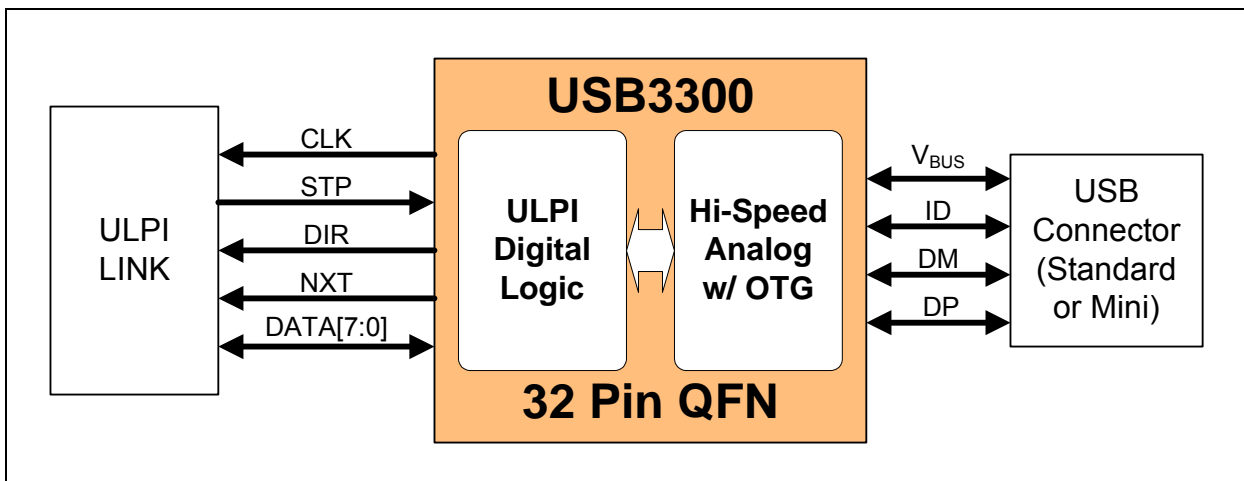 USB3300
ULPI
LINK
CLK
STP
DIR
NXT
DATA[7:0]
ULPI
Digital
Logic
Hi-Speed
Analog
w/ OTG
32 Pin QFN
VBUS
ID
DM
DP
USB
Connector
(Standard
or Mini)